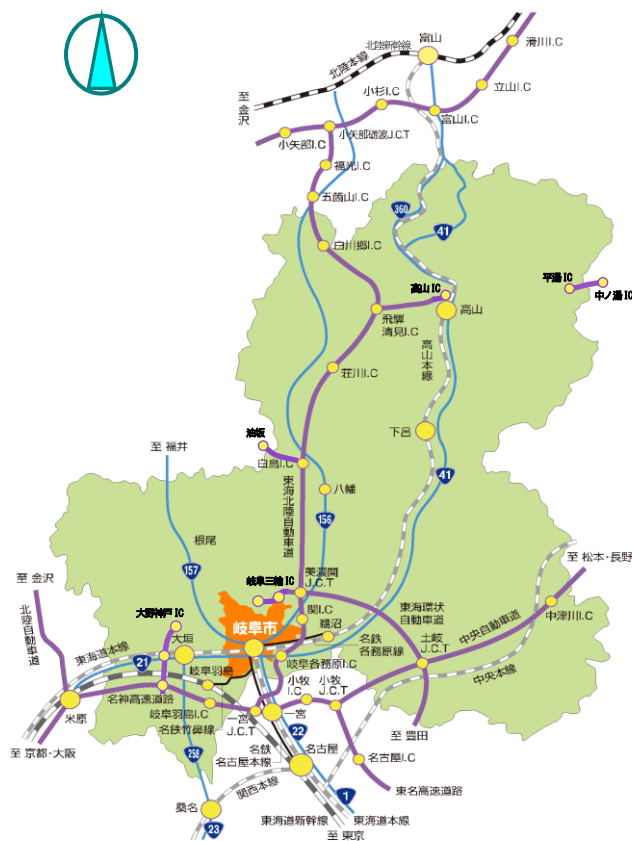 富山
北陸新幹線
北陸本線
滑川I.C
立山I.C
至 金沢
小杉I.C
富山I.C
小矢部I.C
小矢部砺波J.C.T
福光I.C
五箇山I.C
360
41
白川郷I.C
高山IC
平湯IC
中ノ湯IC
高山
飛騨
清見I.C
高山本線
荘川I.C
下呂
油坂
至 福井
白鳥I.C
八幡
41
東海北陸自動車道
156
根尾
157
至 松本・長野
岐阜三輪IC
美濃関
J.C.T
至 金沢
北陸自動車道
大野神戸IC
岐阜市
関I.C
鵜沼
東海環状
自動車道
中央自動車道
中津川I.C
名鉄
各務原線
土岐
J.C.T
中央本線
東海道本線
21
大垣
岐阜羽島
岐阜各務原I.C
米原
名神高速道路
小牧
I.C
小牧
J.C.T
岐阜羽島I.C
一宮
J.C.T
一宮
至 豊田
至 京都・大阪
名鉄竹鼻線
22
258
名鉄
名古屋本線
名古屋
名古屋I.C
関西本線
桑名
1
東名高速道路
23
東海道新幹線
東海道本線
至 東京